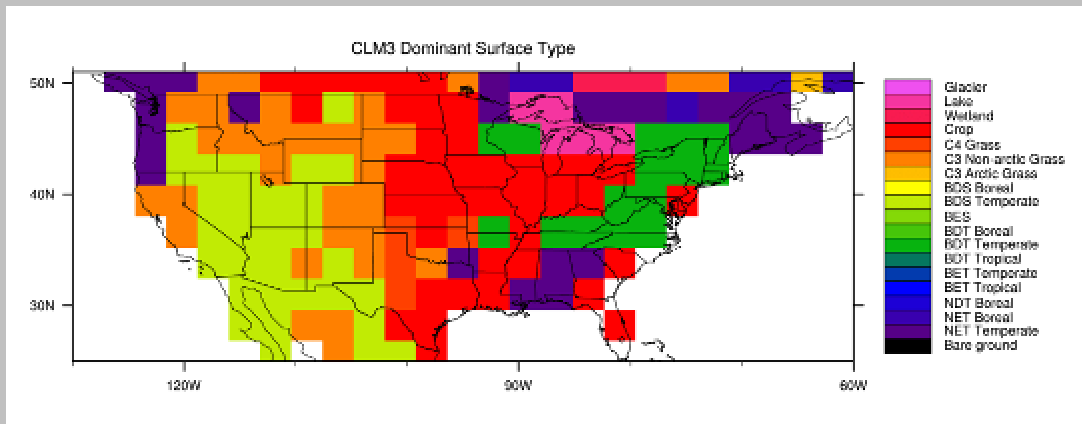 CLM3 Dominant Surface Type
50N
40N
30N
120W
90W
60W
Glacier
Lake
Wetland
Crop
C4 Grass
C3 Non-arctic Grass
C3 Arctic Grass
BDS Boreal
BDS Temperate
BES
BDT Boreal
BDT Temperate
BDT Tropical
BET Temperate
BET Tropical
NDT Boreal
NET Boreal
NET Temperate
Bare ground